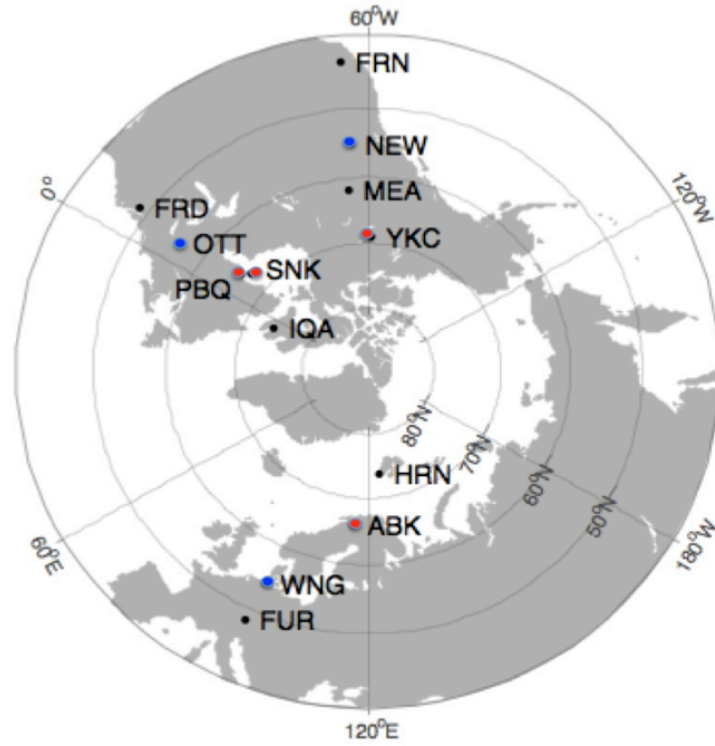 60°W
FRN
NEW
120°W
0°
MEA
FRD
YKC
OTT
SNK
PBQ
IQA
80°N
70°N
60°N
50°N
HRN
ABK
60°E
180°W
WNG
FUR
120°E